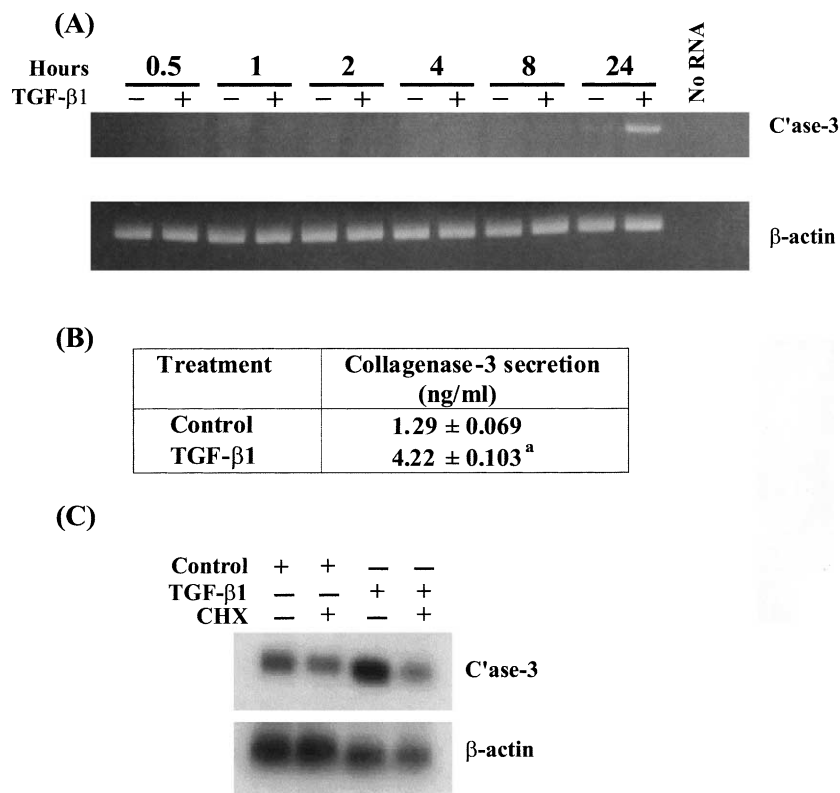 (A)
Hours 0.5 1 2 4 8 24 No RNA
TGF-β1 − + − + − + − + − + − +
C'ase-3
β-actin
(B)
Treatment Collagenase-3 secretion
(ng/ml)
Control 1.29 ± 0.069
TGF-β1 4.22 ± 0.103ᵃ
(C)
Control + + − −
TGF-β1 − − + +
CHX − + − +
C'ase-3
β-actin